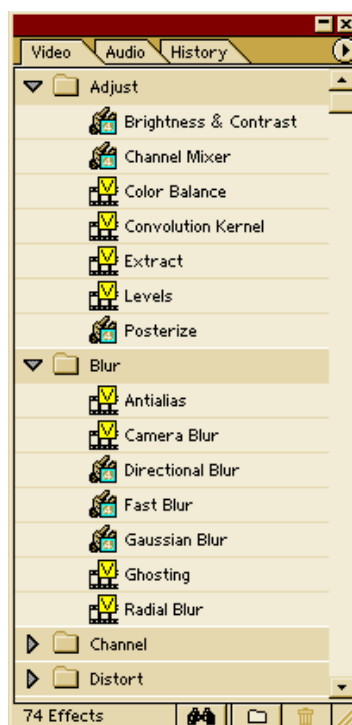 Video Audio History
Adjust
Brightness & Contrast
Channel Mixer
Color Balance
Convolution Kernel
Extract
Levels
Posterize
Blur
Antialias
Camera Blur
Directional Blur
Fast Blur
Gaussian Blur
Ghosting
Radial Blur
Channel
Distort
74 Effects